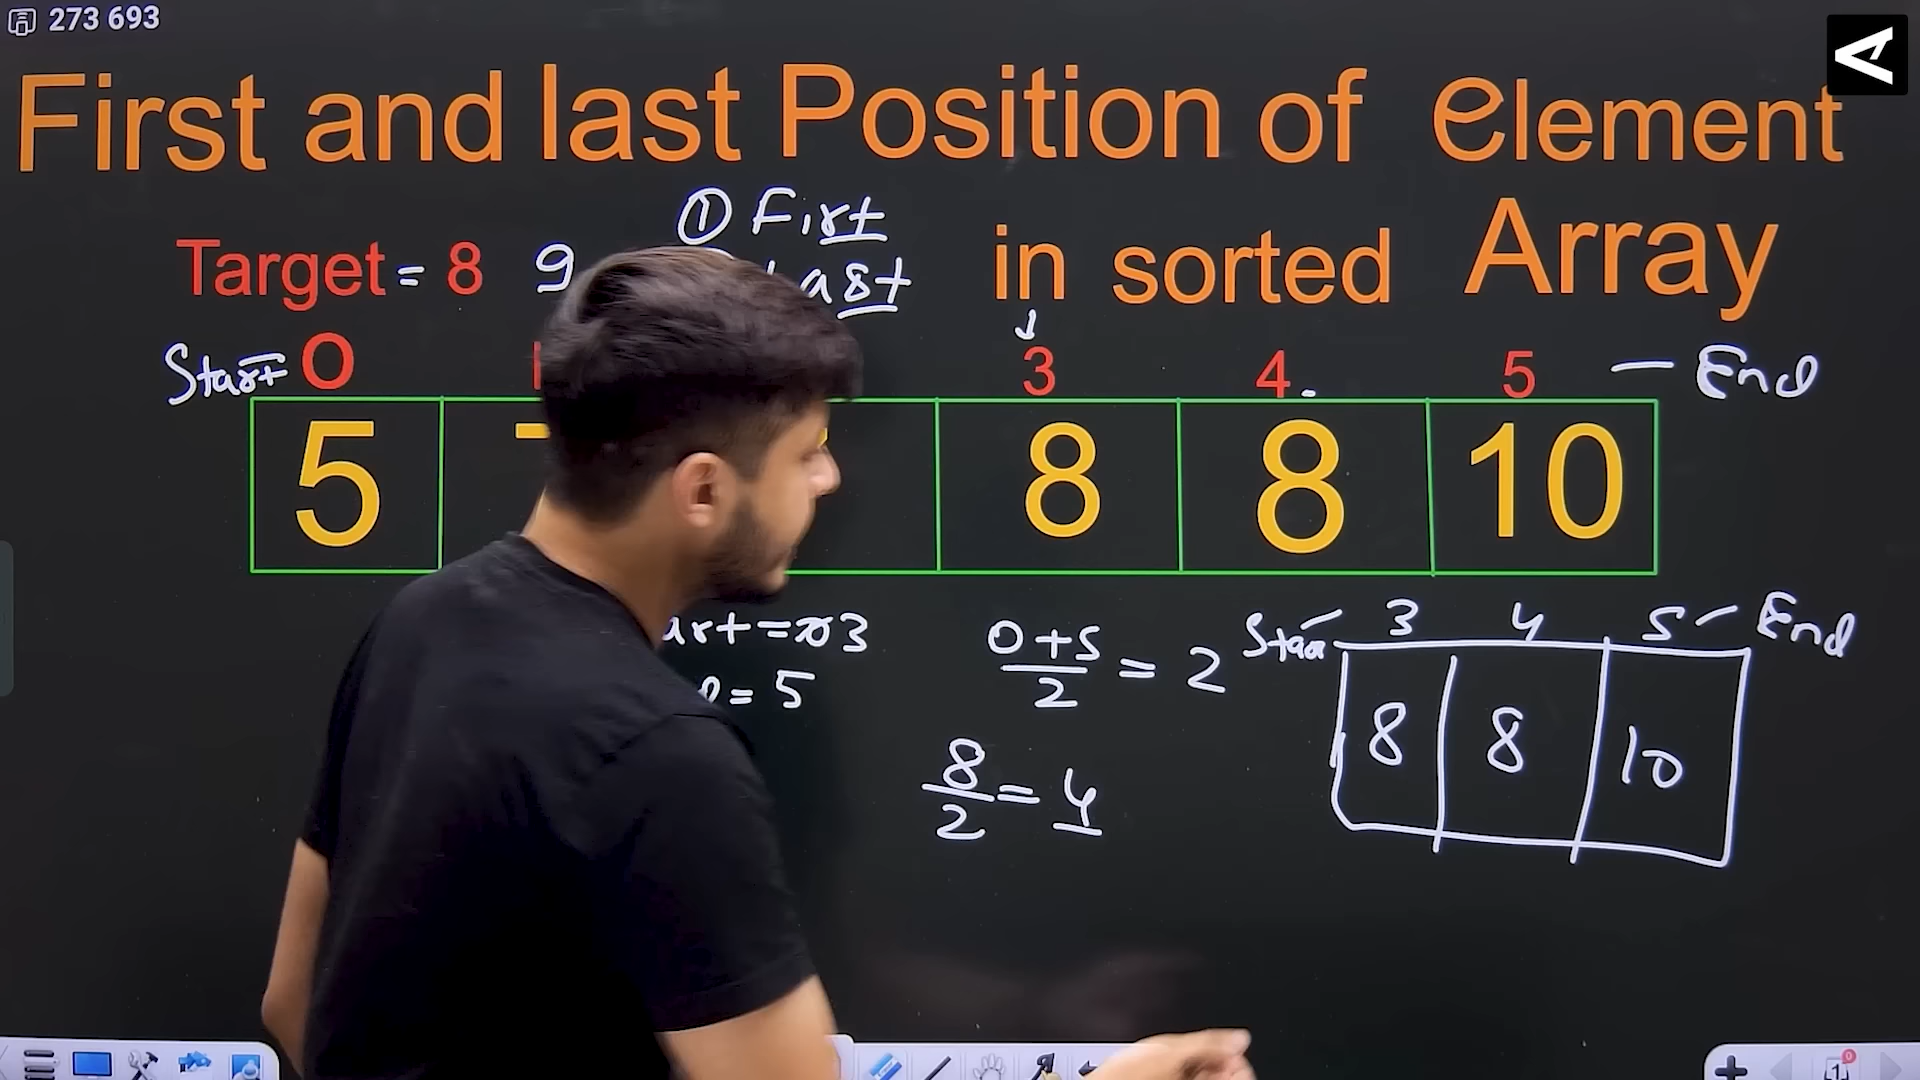 273 693
First and last Position of element
① First
Target = 8 9 in sorted Array
Start 0 3 4 5 - End
5 8 8 10
0+5/2 = 2 3 4 5 End
= 5
8/2 = 4 8 8 10